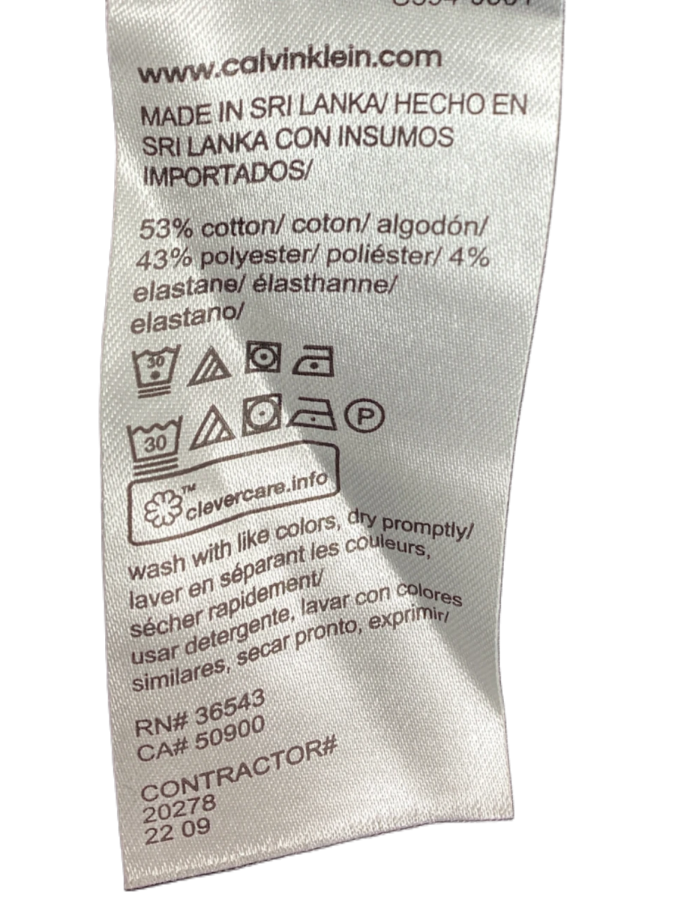 www.calvinklein.com
MADE IN SRI LANKA/ HECHO EN
SRI LANKA CON INSUMOS
IMPORTADOS/
53% cotton/ coton/ algodón/
43% polyester/ poliéster/ 4%
elastane/ élasthanne/
elastano/
30
30 P
™
clevercare.info
wash with like colors, dry promptly/
laver en séparant les couleurs,
sécher rapidement/
usar detergente, lavar con colores
similares, secar pronto, exprimir/
RN# 36543
CA# 50900
CONTRACTOR#
20278
22 09